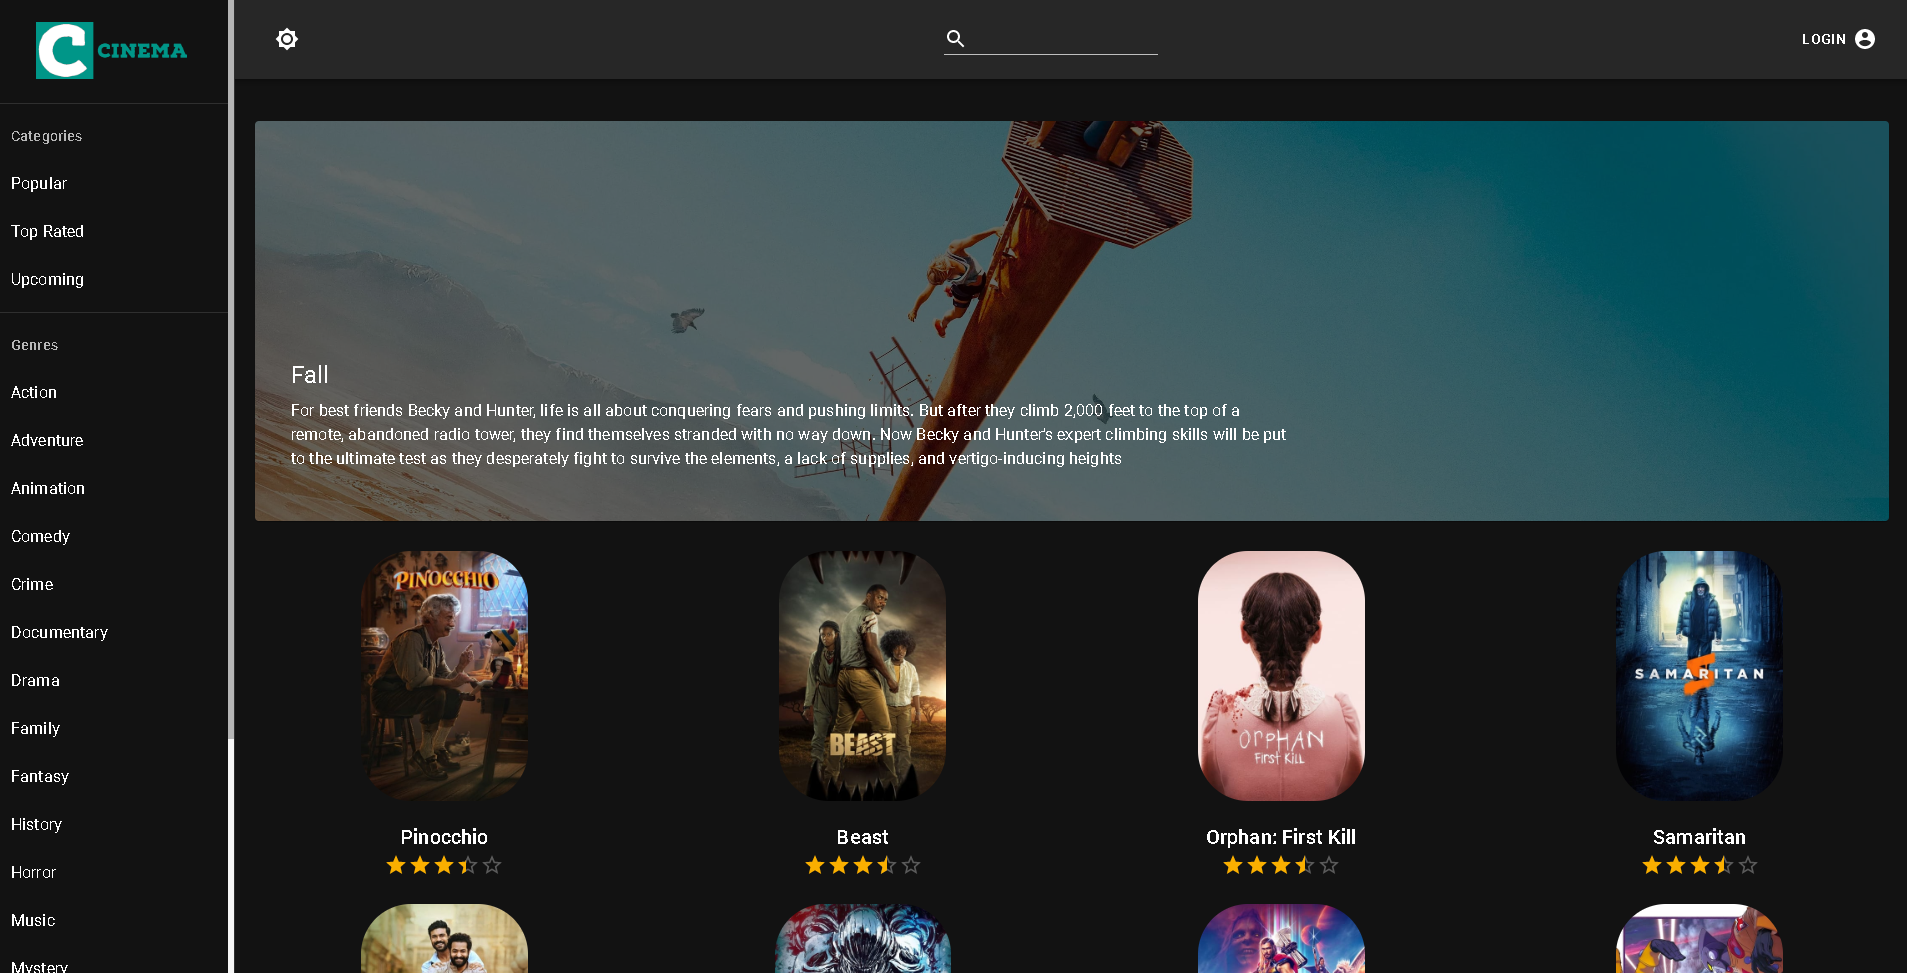 C CINEMA
LOGIN
Categories
Popular
Top Rated
Upcoming
Genres
Action
Adventure
Animation
Comedy
Crime
Documentary
Drama
Family
Fantasy
History
Horror
Music
Mystery
Fall
For best friends Becky and Hunter, life is all about conquering fears and pushing limits. But after they climb 2,000 feet to the top of a
remote, abandoned radio tower, they find themselves stranded with no way down. Now Becky and Hunter's expert climbing skills will be put
to the ultimate test as they desperately fight to survive the elements, a lack of supplies, and vertigo-inducing heights
PINOCCHIO
BEAST
ORPHAN
FIRST KILL
SAMARITAN
Pinocchio
Beast
Orphan: First Kill
Samaritan